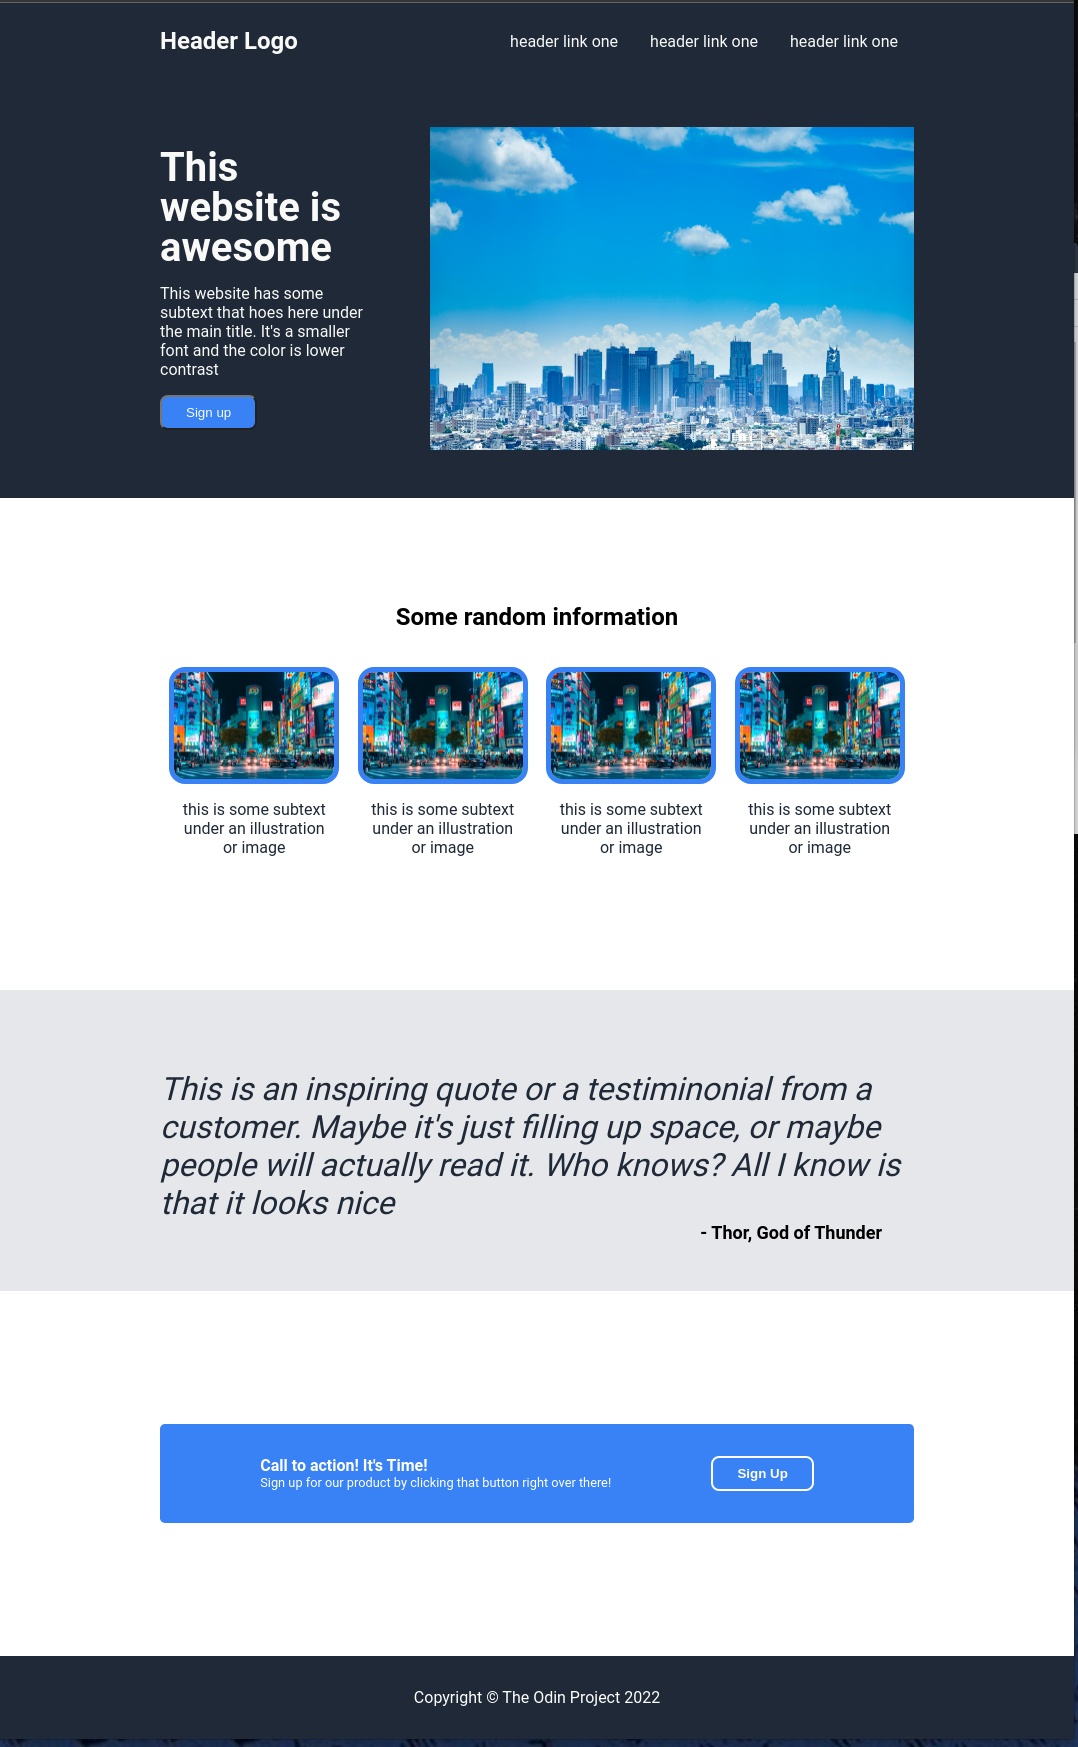 Header Logo
header link one
header link one
header link one
This
website is
awesome
This website has some
subtext that hoes here under
the main title. It's a smaller
font and the color is lower
contrast
Sign up
Some random information
this is some subtext
under an illustration
or image
this is some subtext
under an illustration
or image
this is some subtext
under an illustration
or image
this is some subtext
under an illustration
or image
This is an inspiring quote or a testiminonial from a
customer. Maybe it's just filling up space, or maybe
people will actually read it. Who knows? All I know is
that it looks nice
- Thor, God of Thunder
Call to action! It's Time!
Sign up for our product by clicking that button right over there!
Sign Up
Copyright © The Odin Project 2022